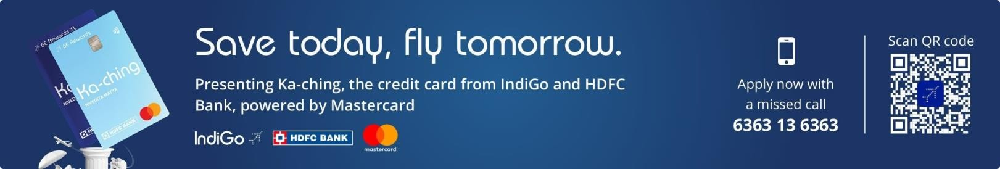 6E Rewards XL
6E Rewards
Ka-ching
NIVEDITA MATTA
HDFC BANK
Save today, fly tomorrow.
Presenting Ka-ching, the credit card from IndiGo and HDFC
Bank, powered by Mastercard
IndiGo
HDFC BANK
mastercard
Apply now with
a missed call
6363 13 6363
Scan QR code